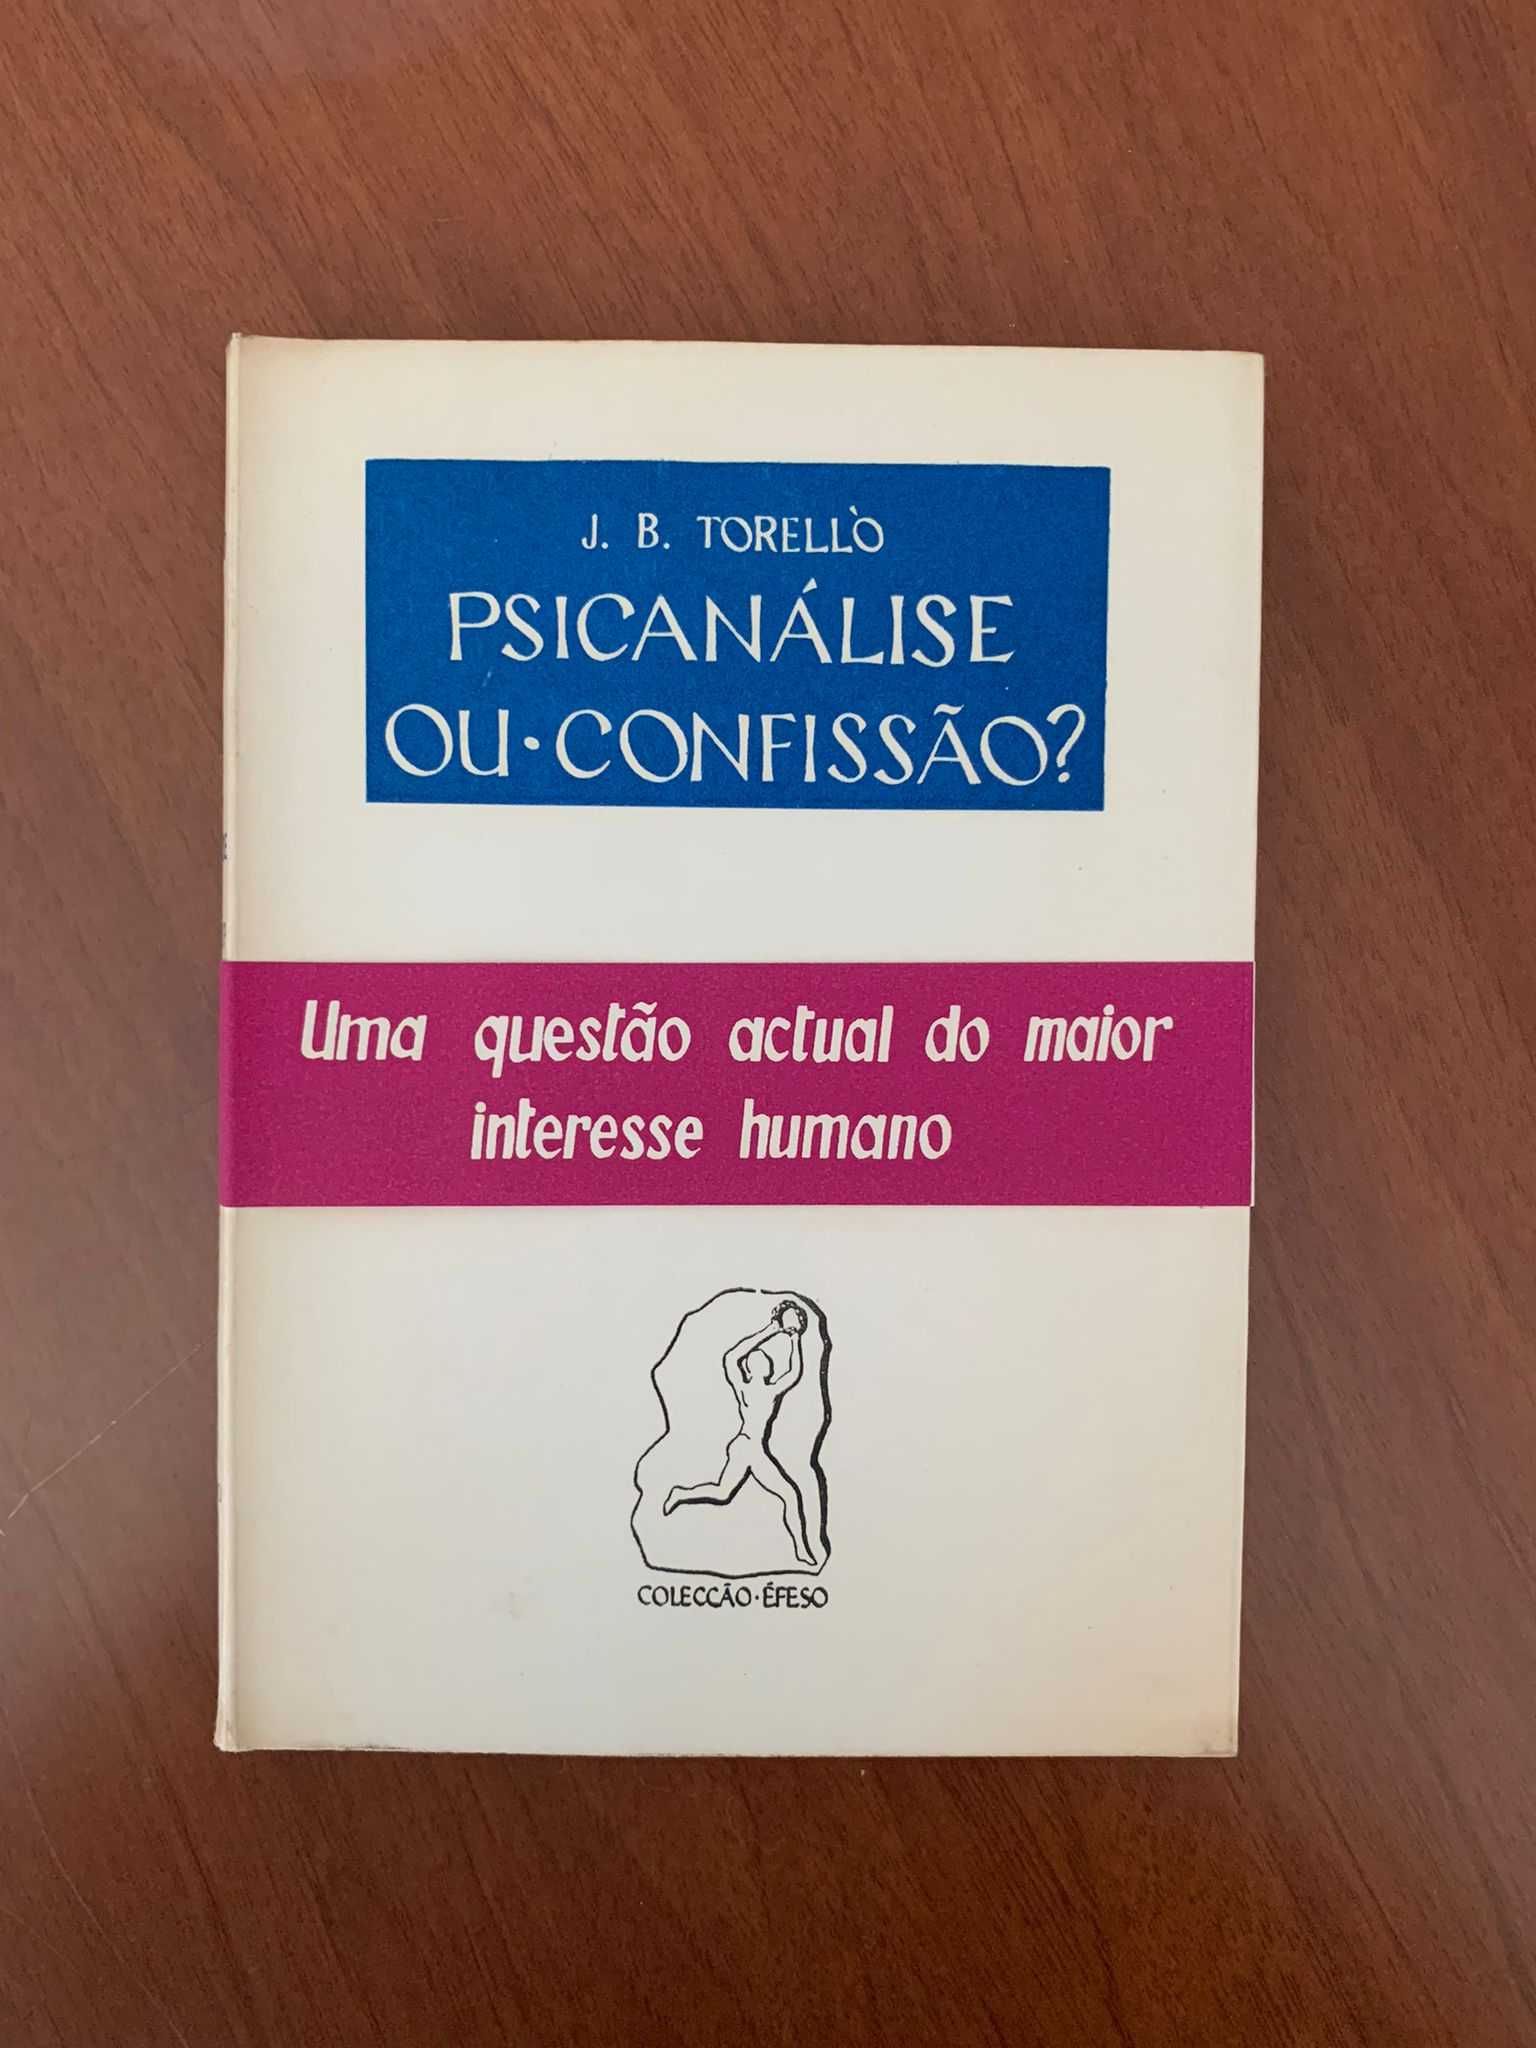 J. B. TORELLÒ
PSICANÁLISE
OU·CONFISSÃO?
Uma questão actual do maior
interesse humano
COLECÇÃO·ÉFESO